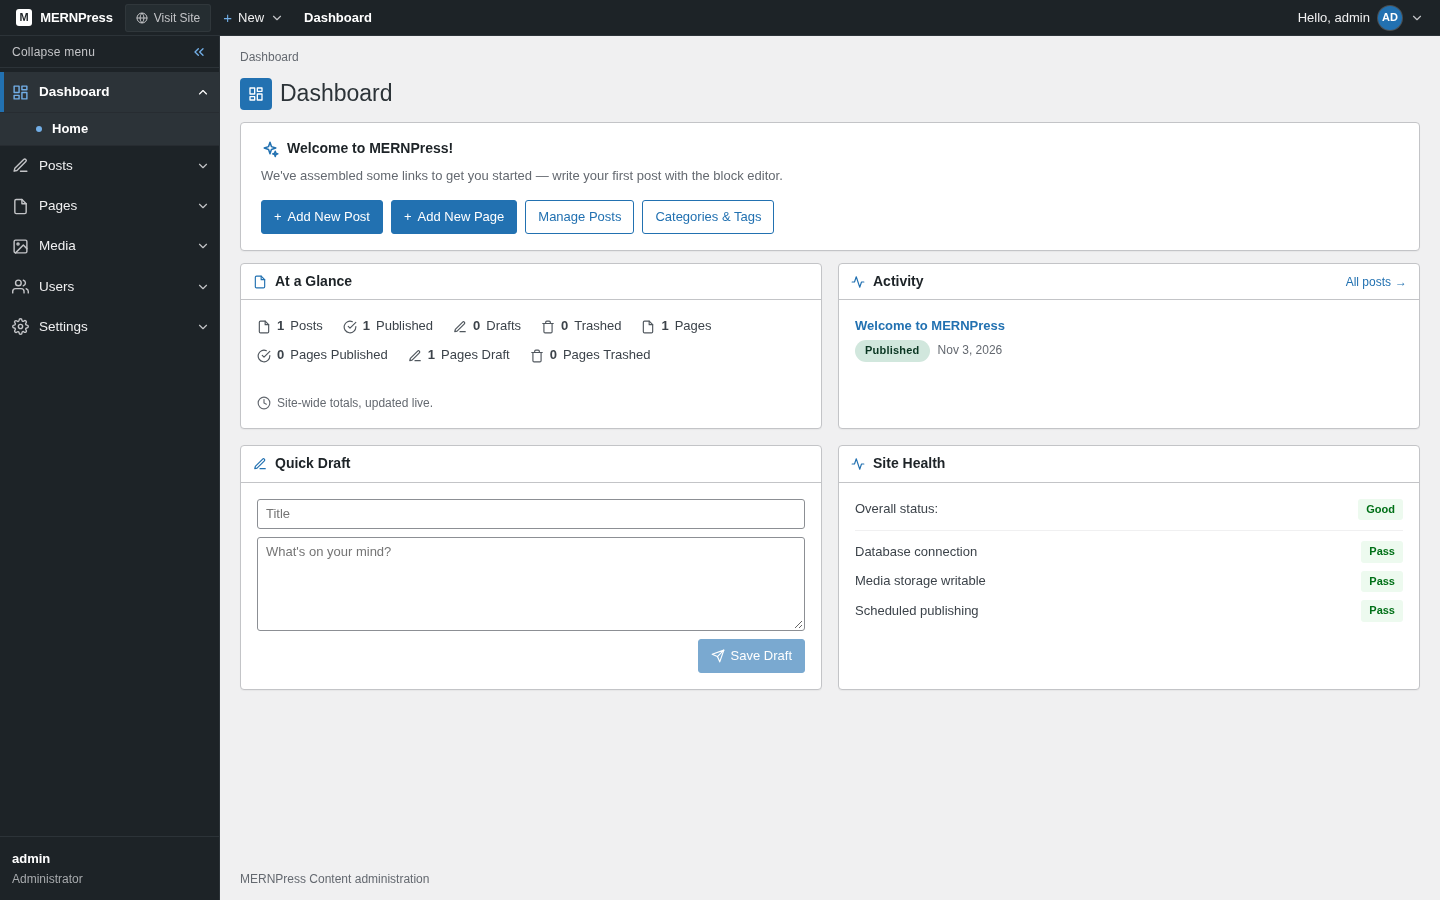 M MERNPress Visit Site + New Dashboard Hello, admin AD
Collapse menu
Dashboard
Home
Posts
Pages
Media
Users
Settings
admin
Administrator
Dashboard
Dashboard
Welcome to MERNPress!
We've assembled some links to get you started — write your first post with the block editor.
+ Add New Post + Add New Page Manage Posts Categories & Tags
At a Glance
1 Posts 1 Published 0 Drafts 0 Trashed 1 Pages
0 Pages Published 1 Pages Draft 0 Pages Trashed
Site-wide totals, updated live.
Activity All posts →
Welcome to MERNPress
Published Nov 3, 2026
Quick Draft
Title
What's on your mind?
Save Draft
Site Health
Overall status: Good
Database connection Pass
Media storage writable Pass
Scheduled publishing Pass
MERNPress Content administration